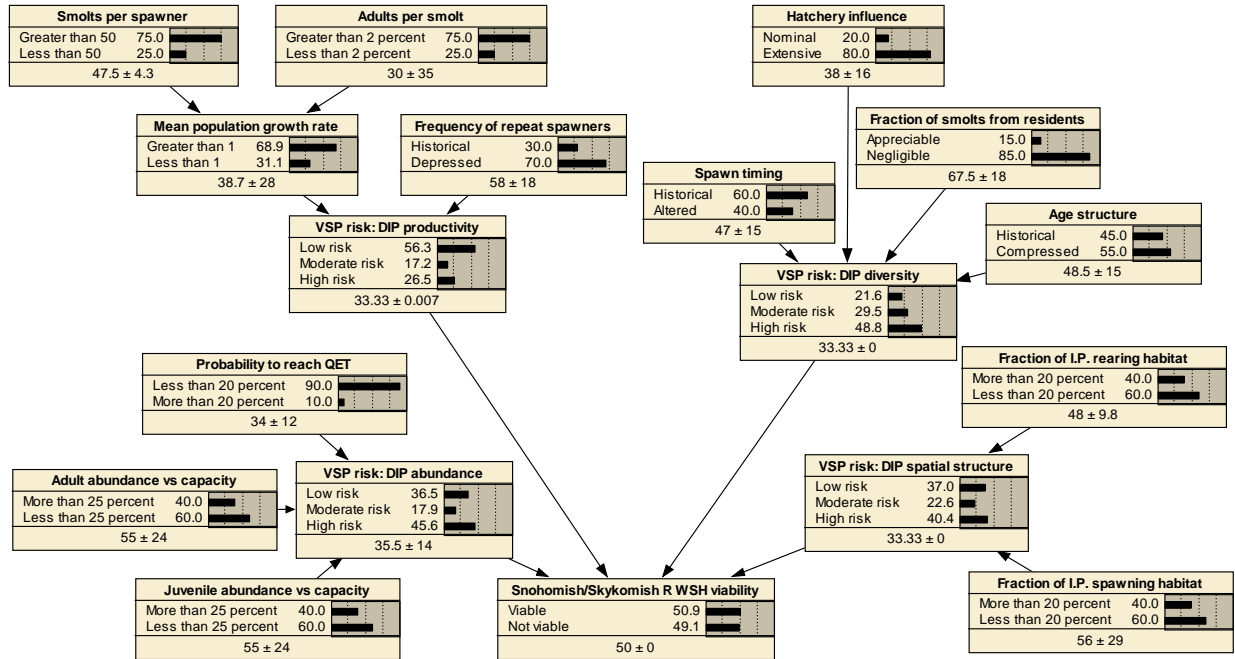 Smolts per spawner
Greater than 50 75.0
Less than 50 25.0
47.5 ± 4.3
Adults per smolt
Greater than 2 percent 75.0
Less than 2 percent 25.0
30 ± 35
Hatchery influence
Nominal 20.0
Extensive 80.0
38 ± 16
Mean population growth rate
Greater than 1 68.9
Less than 1 31.1
38.7 ± 28
Frequency of repeat spawners
Historical 30.0
Depressed 70.0
58 ± 18
Fraction of smolts from residents
Appreciable 15.0
Negligible 85.0
67.5 ± 18
Spawn timing
Historical 60.0
Altered 40.0
47 ± 15
Age structure
Historical 45.0
Compressed 55.0
48.5 ± 15
VSP risk: DIP productivity
Low risk 56.3
Moderate risk 17.2
High risk 26.5
33.33 ± 0.007
VSP risk: DIP diversity
Low risk 21.6
Moderate risk 29.5
High risk 48.8
33.33 ± 0
Probability to reach QET
Less than 20 percent 90.0
More than 20 percent 10.0
34 ± 12
Fraction of I.P. rearing habitat
More than 20 percent 40.0
Less than 20 percent 60.0
48 ± 9.8
Adult abundance vs capacity
More than 25 percent 40.0
Less than 25 percent 60.0
55 ± 24
VSP risk: DIP abundance
Low risk 36.5
Moderate risk 17.9
High risk 45.6
35.5 ± 14
VSP risk: DIP spatial structure
Low risk 37.0
Moderate risk 22.6
High risk 40.4
33.33 ± 0
Juvenile abundance vs capacity
More than 25 percent 40.0
Less than 25 percent 60.0
55 ± 24
Snohomish/Skykomish R WSH viability
Viable 50.9
Not viable 49.1
50 ± 0
Fraction of I.P. spawning habitat
More than 20 percent 40.0
Less than 20 percent 60.0
56 ± 29